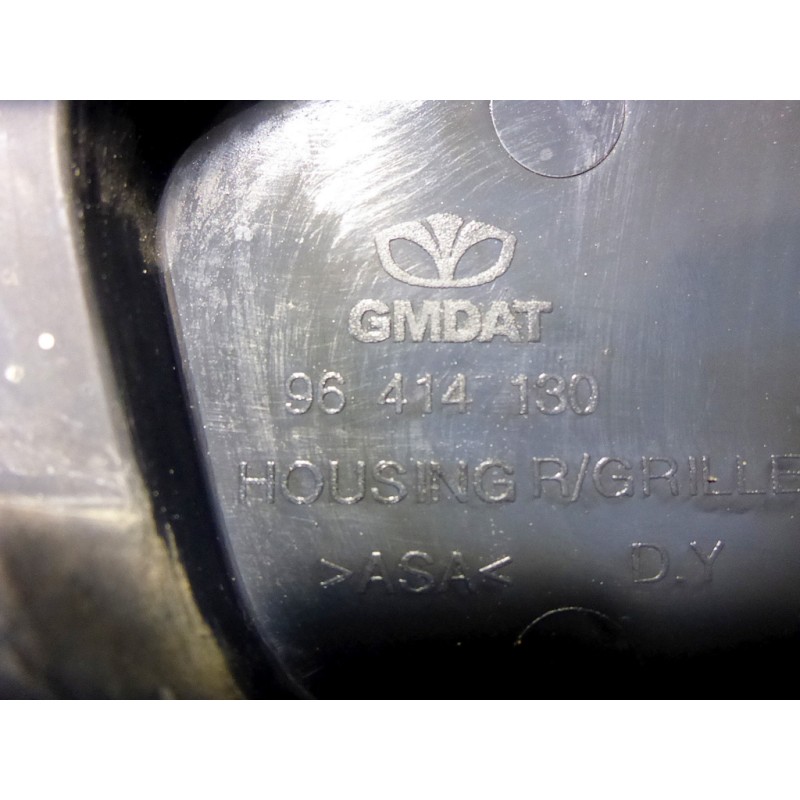 GMDAT
96 414 130
HOUSING R/GRILLE
>ASA< D.Y